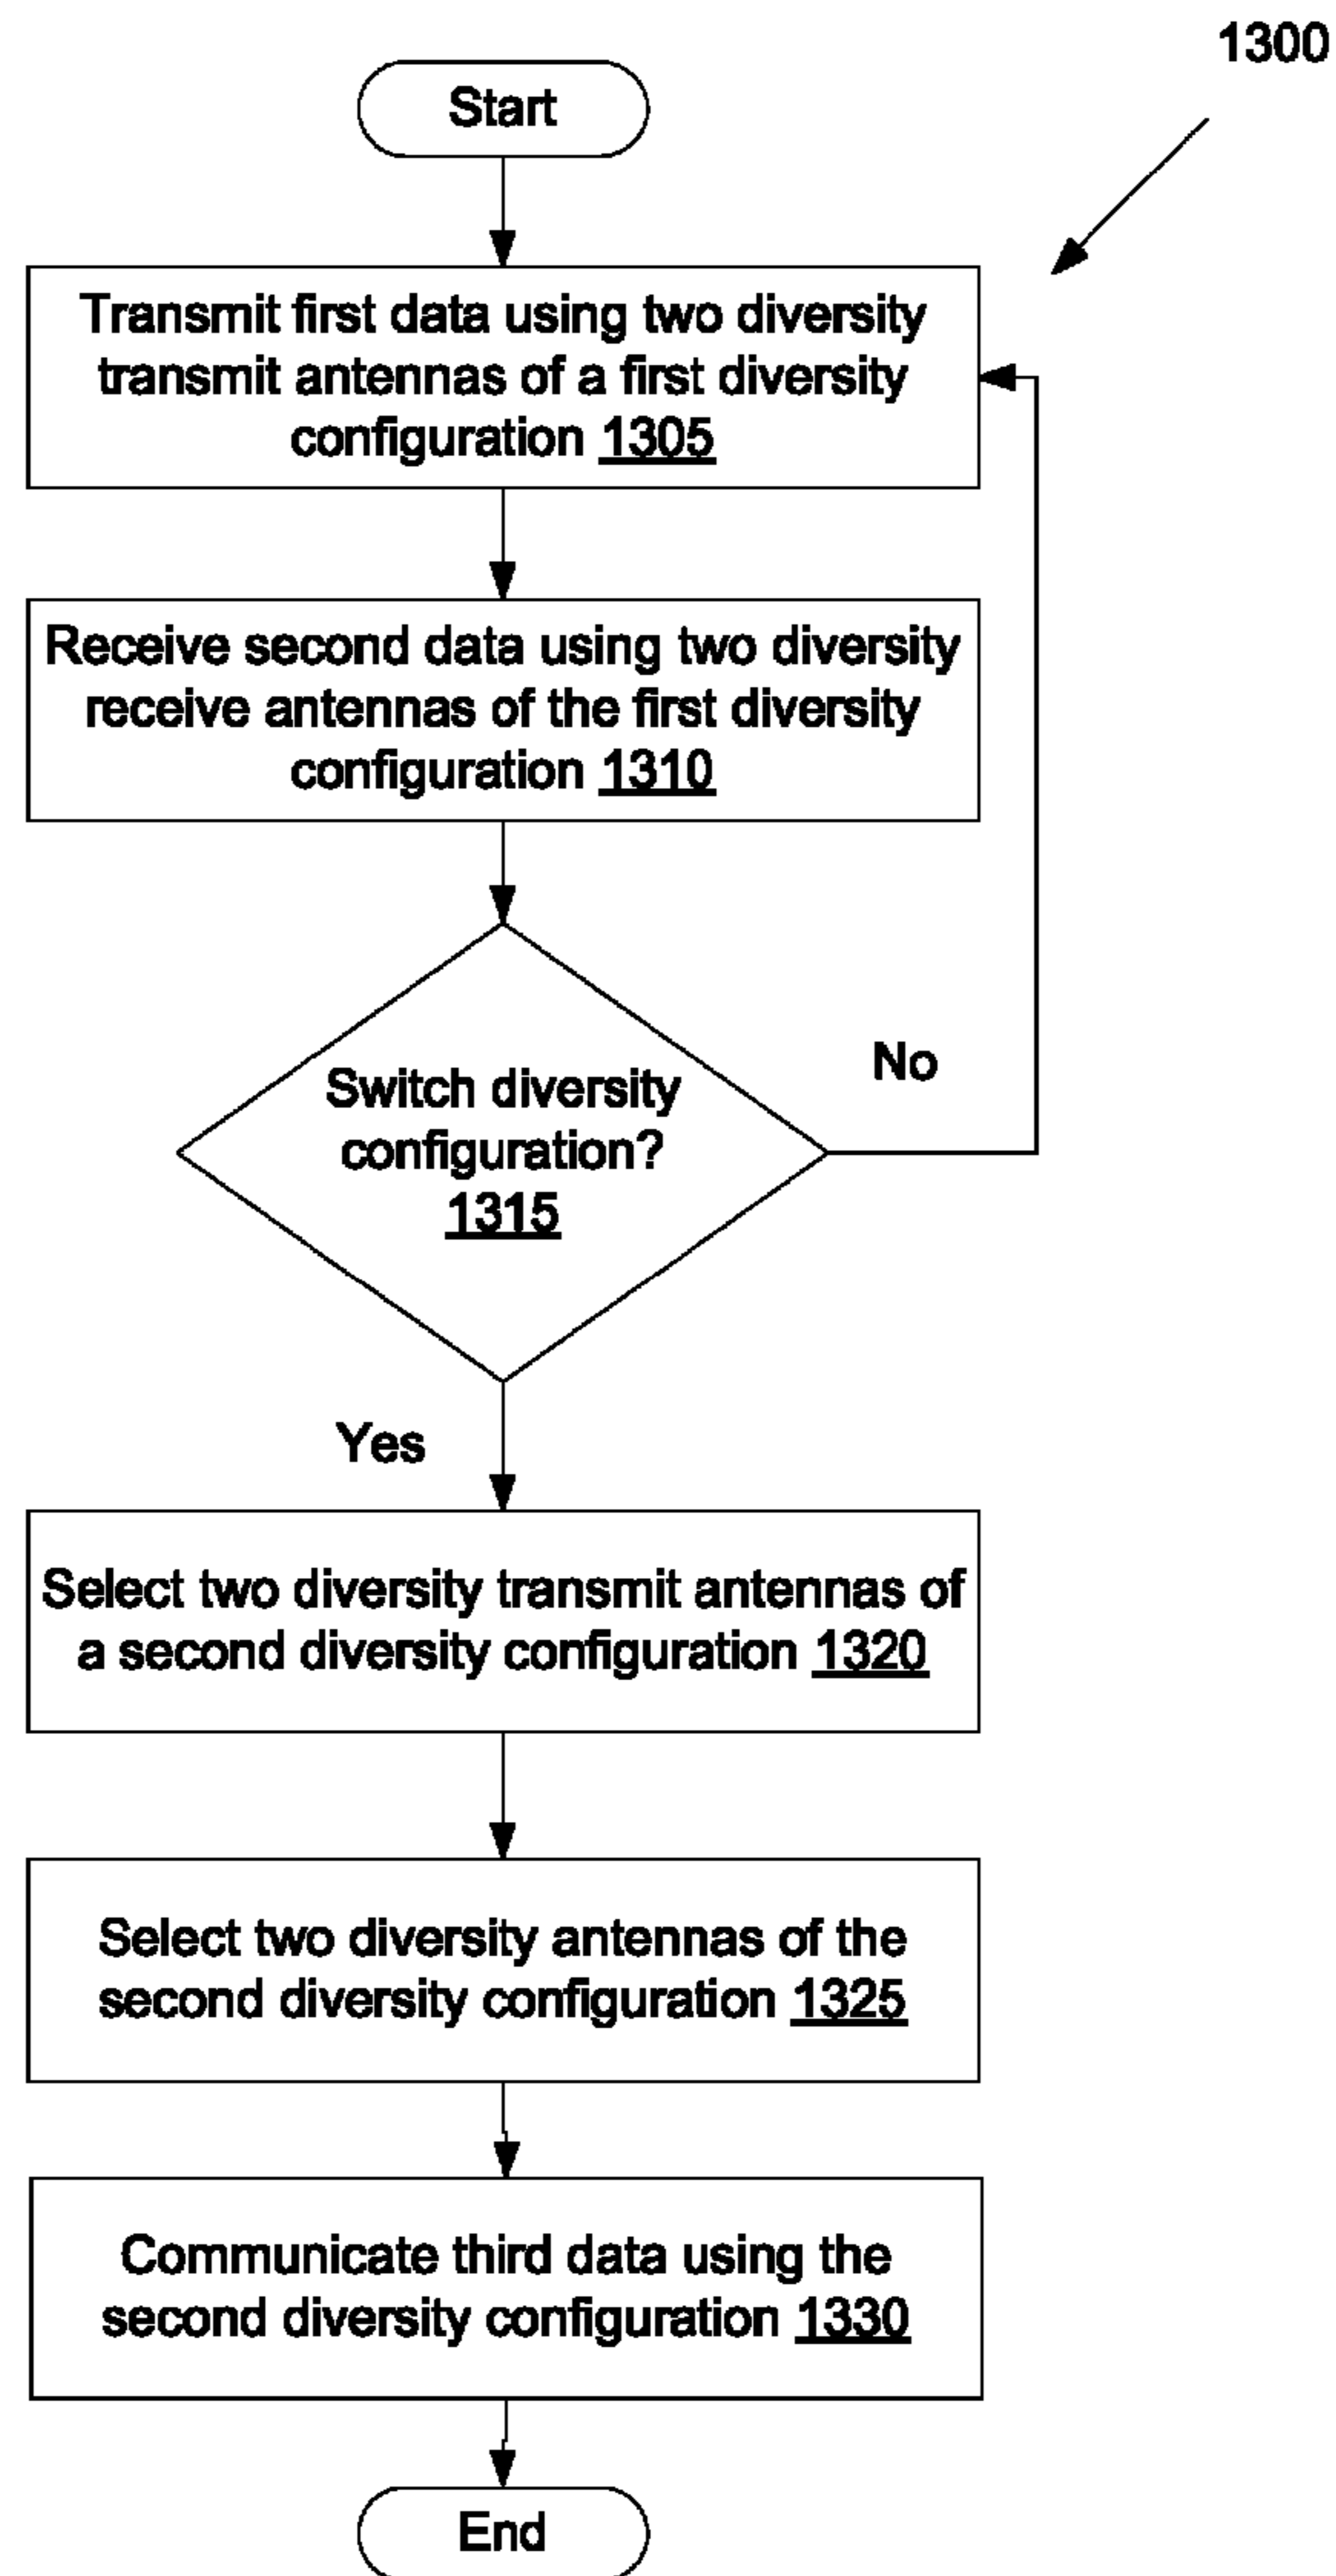 1300
Start
Transmit first data using two diversity
transmit antennas of a first diversity
configuration 1305
Receive second data using two diversity
receive antennas of the first diversity
configuration 1310
Switch diversity
configuration?
1315
No
Yes
Select two diversity transmit antennas of
a second diversity configuration 1320
Select two diversity antennas of the
second diversity configuration 1325
Communicate third data using the
second diversity configuration 1330
End